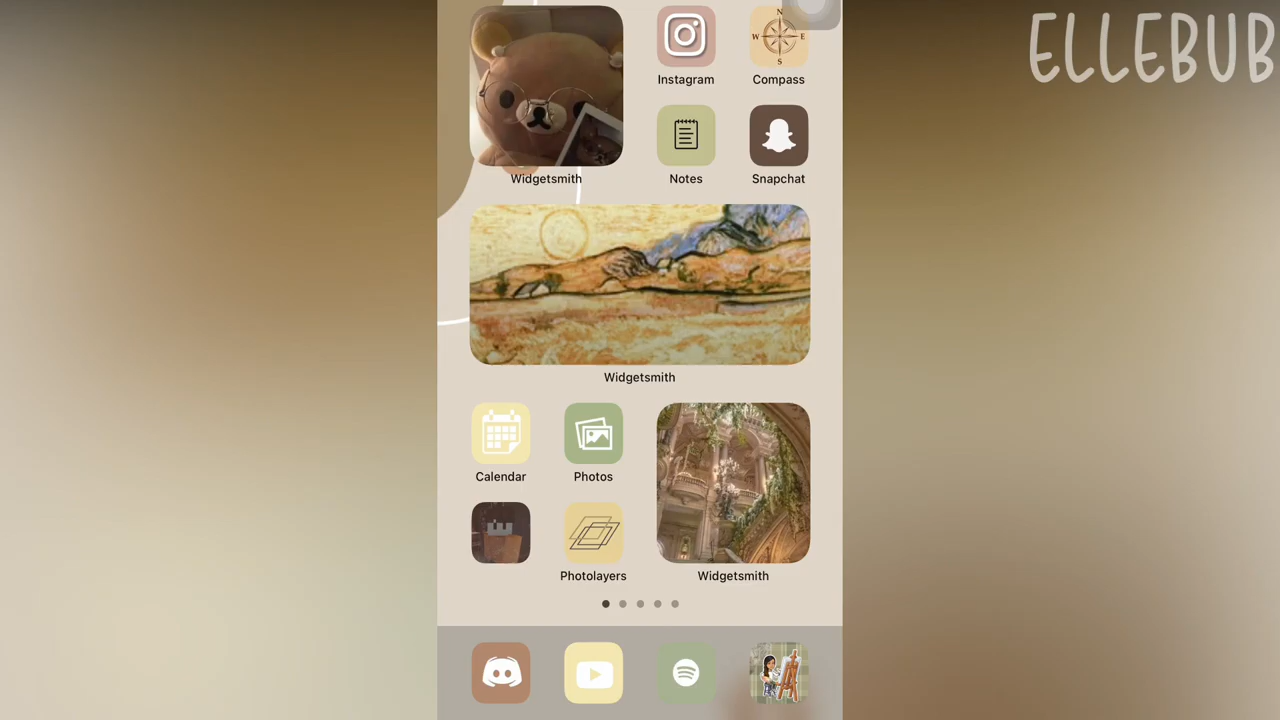 ELLEBUB
Instagram
Compass
N
W E
S
Notes
Snapchat
Widgetsmith
Widgetsmith
Calendar
Photos
Photolayers
Widgetsmith